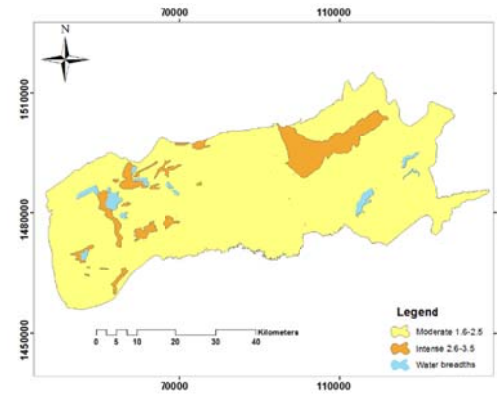 70000 110000
N
1510000
1480000
1450000
Legend
Moderate 1.6-2.5
Intense 2.6-3.5
Water breadths
Kilometers
0 5 10 20 30 40
70000 110000